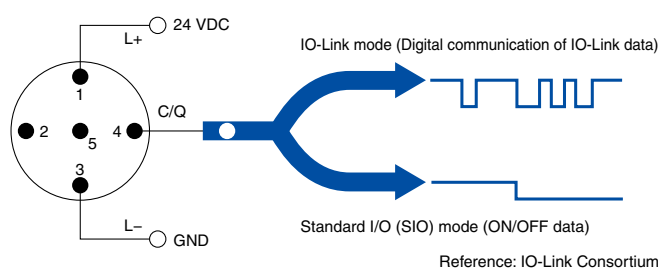 24 VDC
L+
IO-Link mode (Digital communication of IO-Link data)
1
C/Q
2
5
4
3
L−
GND
Standard I/O (SIO) mode (ON/OFF data)
Reference: IO-Link Consortium